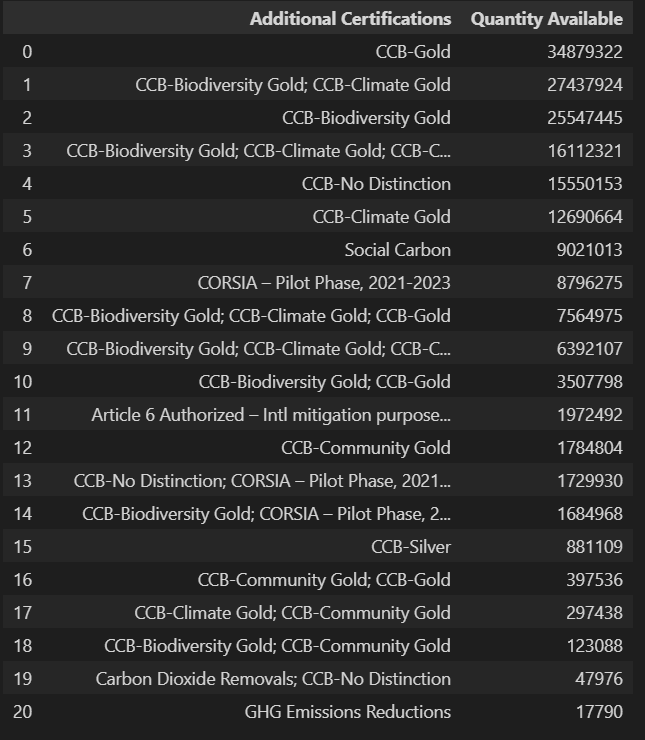 Additional Certifications Quantity Available
0 CCB-Gold 34879322
1 CCB-Biodiversity Gold; CCB-Climate Gold 27437924
2 CCB-Biodiversity Gold 25547445
3 CCB-Biodiversity Gold; CCB-Climate Gold; CCB-C... 16112321
4 CCB-No Distinction 15550153
5 CCB-Climate Gold 12690664
6 Social Carbon 9021013
7 CORSIA – Pilot Phase, 2021-2023 8796275
8 CCB-Biodiversity Gold; CCB-Climate Gold; CCB-Gold 7564975
9 CCB-Biodiversity Gold; CCB-Climate Gold; CCB-C... 6392107
10 CCB-Biodiversity Gold; CCB-Gold 3507798
11 Article 6 Authorized – Intl mitigation purpose... 1972492
12 CCB-Community Gold 1784804
13 CCB-No Distinction; CORSIA – Pilot Phase, 2021... 1729930
14 CCB-Biodiversity Gold; CORSIA – Pilot Phase, 2... 1684968
15 CCB-Silver 881109
16 CCB-Community Gold; CCB-Gold 397536
17 CCB-Climate Gold; CCB-Community Gold 297438
18 CCB-Biodiversity Gold; CCB-Community Gold 123088
19 Carbon Dioxide Removals; CCB-No Distinction 47976
20 GHG Emissions Reductions 17790